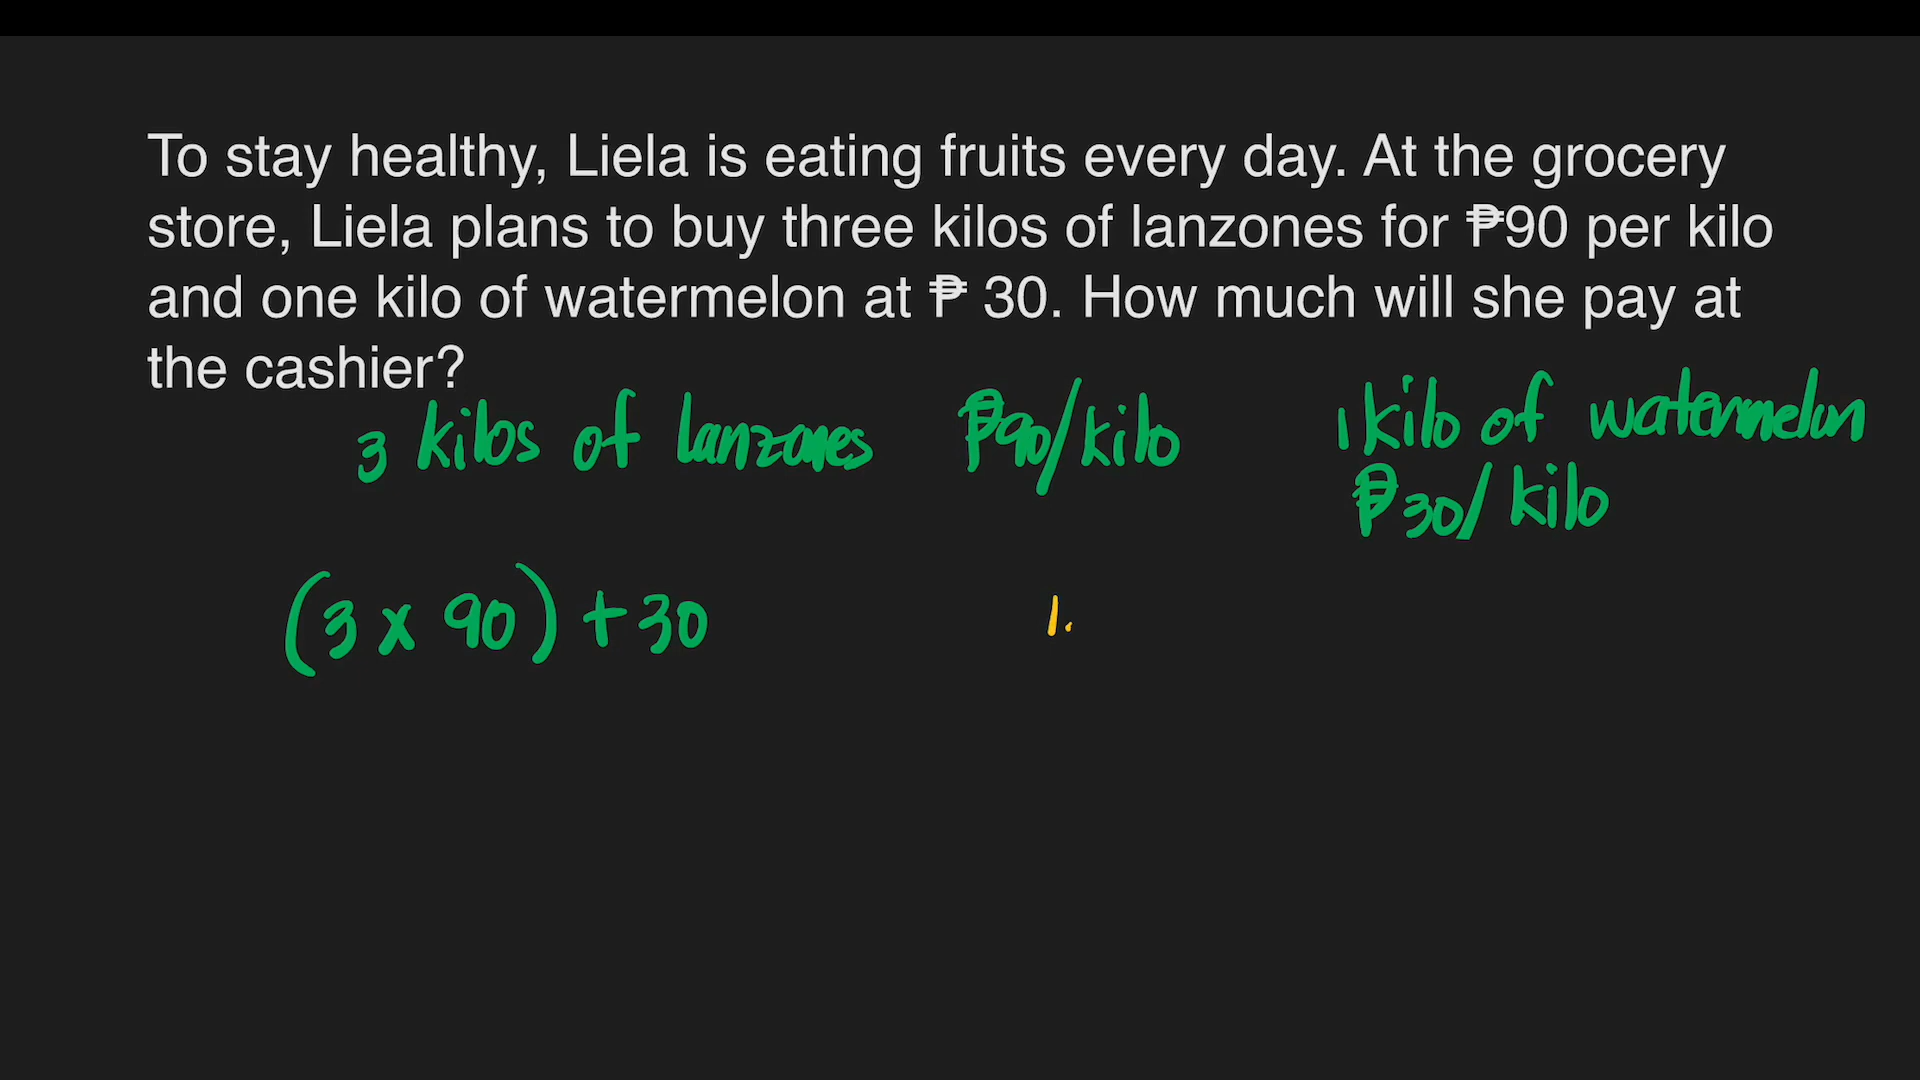 To stay healthy, Liela is eating fruits every day. At the grocery
store, Liela plans to buy three kilos of lanzones for ₱90 per kilo
and one kilo of watermelon at ₱ 30. How much will she pay at
the cashier?
3 kilos of lanzones ₱90/kilo 1 kilo of watermelon
₱30/kilo
(3 x 90) + 30 1.